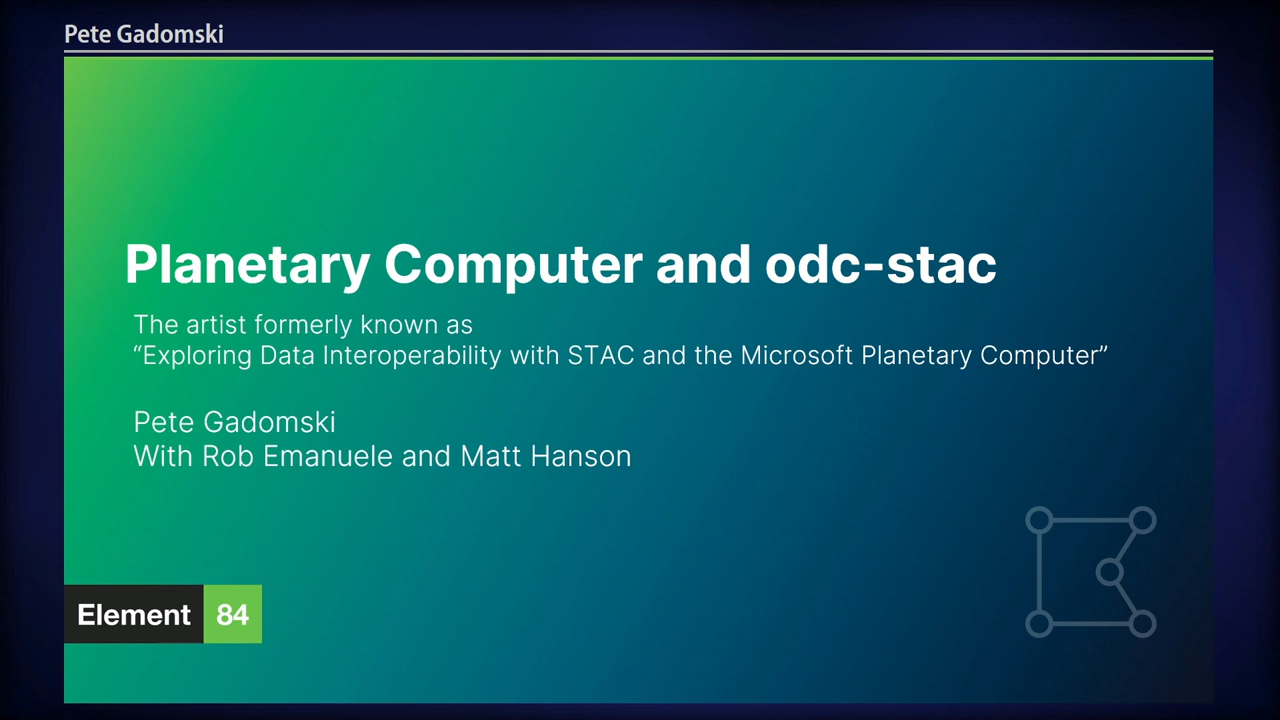 Pete Gadomski
Planetary Computer and odc-stac
The artist formerly known as
“Exploring Data Interoperability with STAC and the Microsoft Planetary Computer”
Pete Gadomski
With Rob Emanuele and Matt Hanson
Element 84